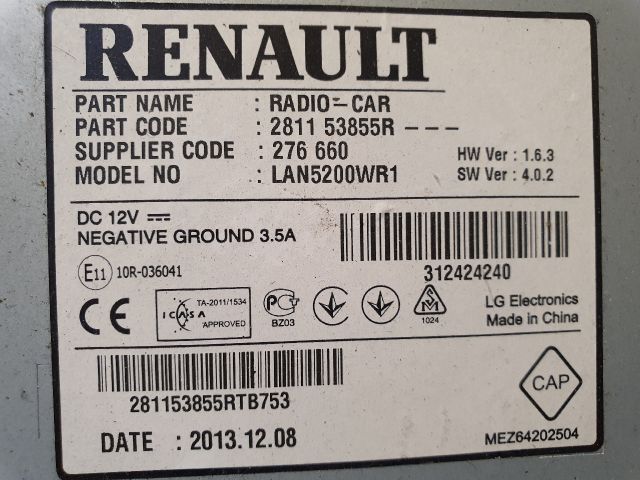 RENAULT
PART NAME : RADIO-CAR
PART CODE : 2811 53855R - - -
SUPPLIER CODE : 276 660 HW Ver : 1.6.3
MODEL NO : LAN5200WR1 SW Ver : 4.0.2
DC 12V
NEGATIVE GROUND 3.5A
E11 10R-036041
312424240
TA-2011/1534
ICASA
APPROVED
BZ03
1024
LG Electronics
Made in China
CE
281153855RTB753
CAP
DATE : 2013.12.08
MEZ64202504